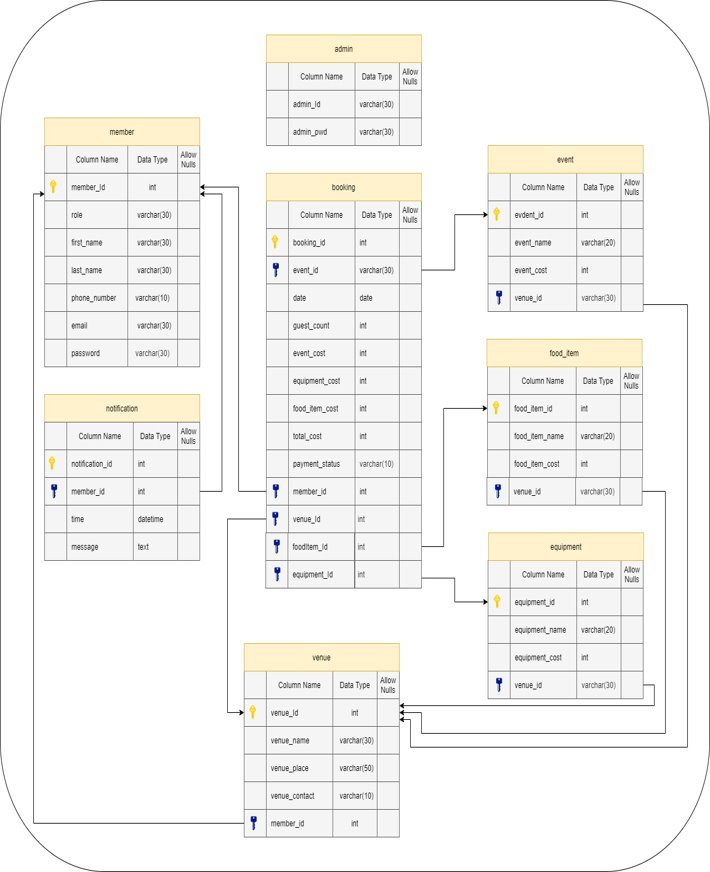 admin
Column Name Data Type Allow Nulls
admin_Id varchar(30)
admin_pwd varchar(30)
member
Column Name Data Type Allow Nulls
member_Id int
role varchar(30)
first_name varchar(30)
last_name varchar(30)
phone_number varchar(10)
email varchar(30)
password varchar(30)
notification
Column Name Data Type Allow Nulls
notification_id int
member_id int
time datetime
message text
booking
Column Name Data Type Allow Nulls
booking_id int
event_id varchar(30)
date date
guest_count int
event_cost int
equipment_cost int
food_item_cost int
total_cost int
payment_status varchar(10)
member_id int
venue_Id int
foodItem_Id int
equipment_Id int
event
Column Name Data Type Allow Nulls
evdent_id int
event_name varchar(20)
event_cost int
venue_id varchar(30)
food_item
Column Name Data Type Allow Nulls
food_item_id int
food_item_name varchar(20)
food_item_cost int
venue_id varchar(30)
equipment
Column Name Data Type Allow Nulls
equipment_id int
equipment_name varchar(20)
equipment_cost int
venue_id varchar(30)
venue
Column Name Data Type Allow Nulls
venue_Id int
venue_name varchar(30)
venue_place varchar(50)
venue_contact varchar(10)
member_id int